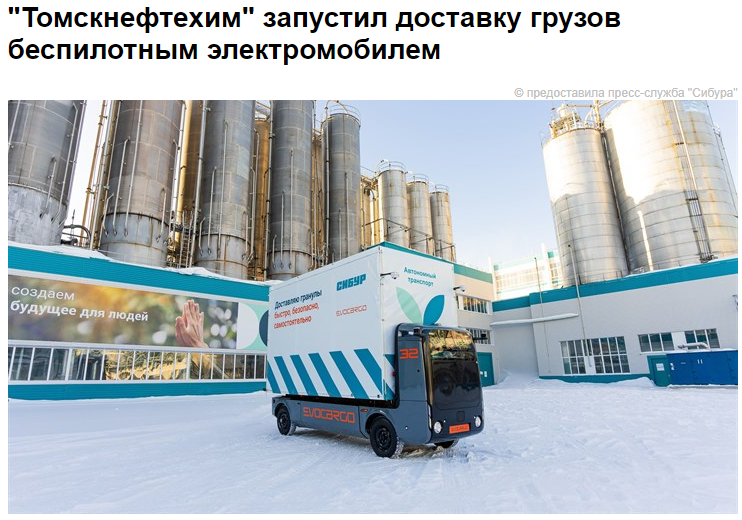 "Томскнефтехим" запустил доставку грузов
беспилотным электромобилем
© предоставила пресс-служба "Сибура"
создаем
будущее для людей
Доставляю гранулы
быстро, безопасно,
самостоятельно
СИБУР
EVOCARGO
Автономный
транспорт
32
EVOCARGO